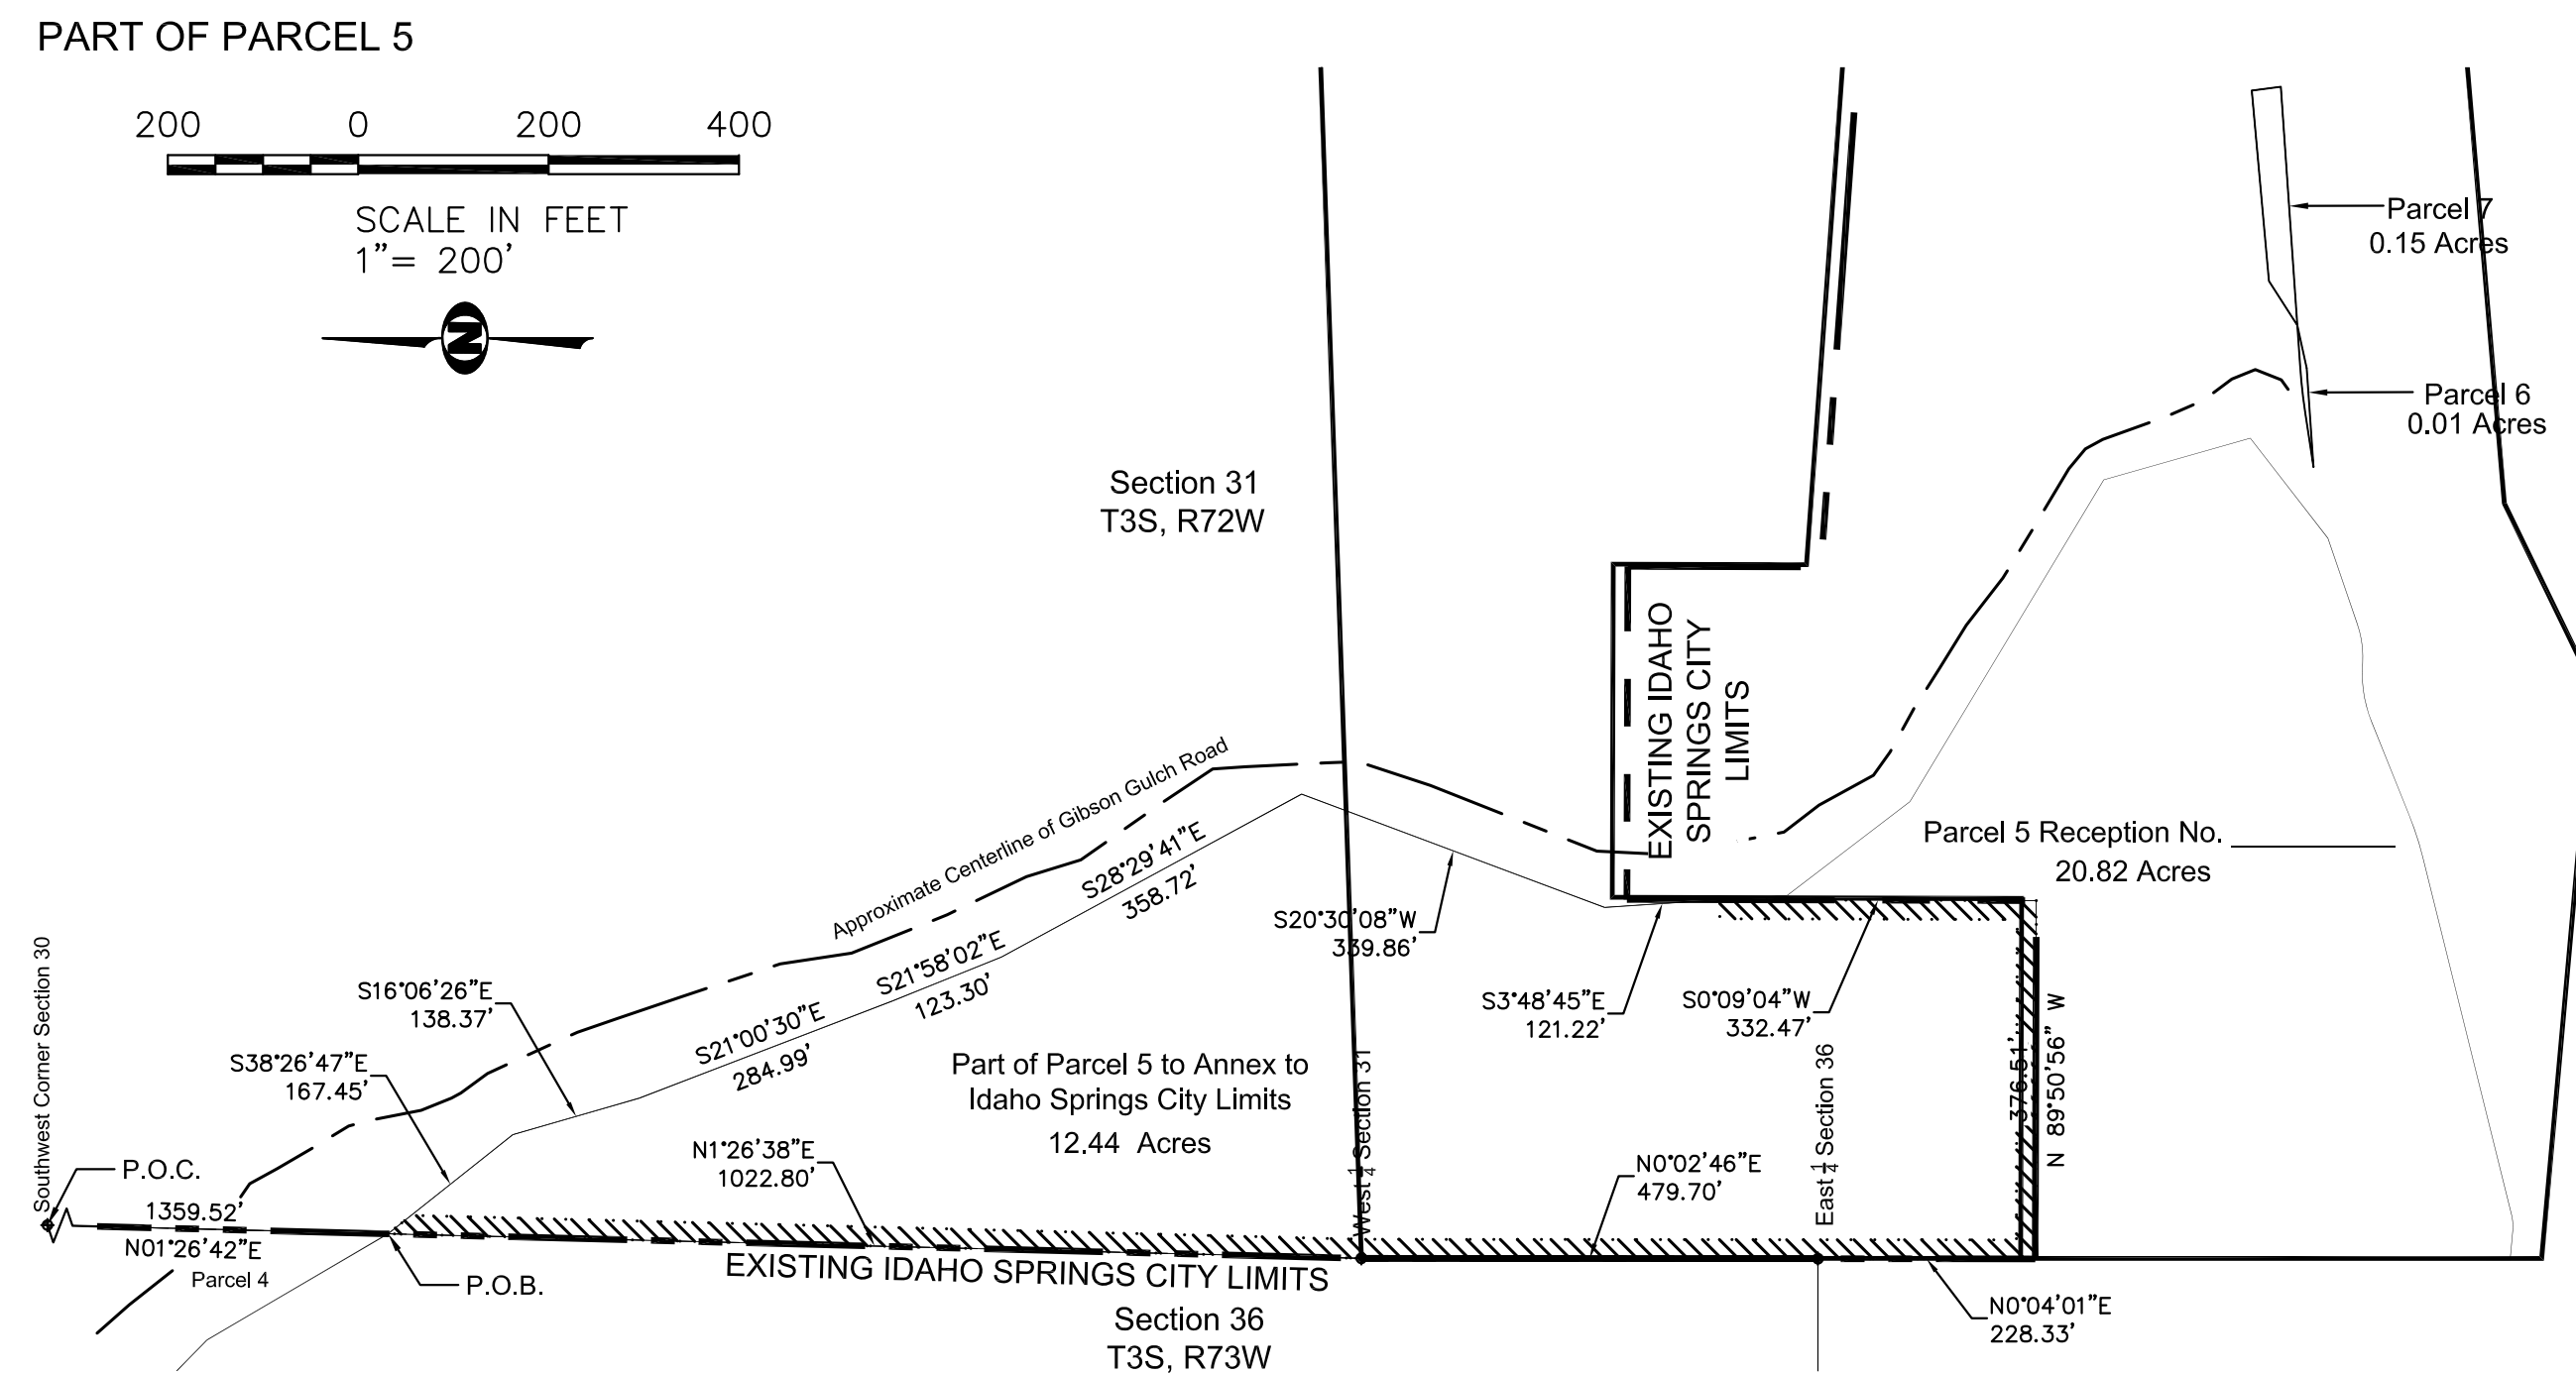 PART OF PARCEL 5
200 0 200 400
SCALE IN FEET
1"= 200'
N
Parcel 7
0.15 Acres
Parcel 6
0.01 Acres
Section 31
T3S, R72W
EXISTING IDAHO
SPRINGS CITY
LIMITS
Approximate Centerline of Gibson Gulch Road
Parcel 5 Reception No.
20.82 Acres
S28°29'41"E
358.72'
S20°30'08"W
339.86'
S21°58'02"E
123.30'
S16°06'26"E
138.37'
S21°00'30"E
284.99'
S3°48'45"E
121.22'
S0°09'04"W
332.47'
376.51'
N 89°50'56" W
S38°26'47"E
167.45'
Part of Parcel 5 to Annex to
Idaho Springs City Limits
12.44 Acres
Southwest Corner Section 30
West 1/4 Section 31
East 1/4 Section 36
N1°26'38"E
1022.80'
N0°02'46"E
479.70'
P.O.C.
1359.52'
N01°26'42"E
Parcel 4
P.O.B.
EXISTING IDAHO SPRINGS CITY LIMITS
N0°04'01"E
228.33'
Section 36
T3S, R73W